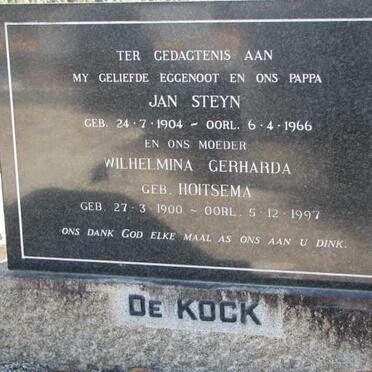 TER GEDAGTENIS AAN
MY GELIEFDE EGGENOOT EN ONS PAPPA
JAN STEYN
GEB. 24-7-1904 ~ OORL. 6-4-1966
EN ONS MOEDER
WILHELMINA GERHARDA
GEB. HOITSEMA
GEB. 27-3-1900 ~ OORL. 5-12-1997
ONS DANK GOD ELKE MAAL AS ONS AAN U DINK.
DE KOCK